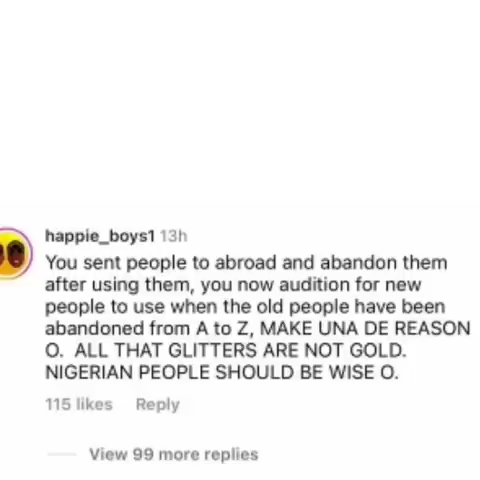 happie_boys1 13h
You sent people to abroad and abandon them
after using them, you now audition for new
people to use when the old people have been
abandoned from A to Z, MAKE UNA DE REASON
O. ALL THAT GLITTERS ARE NOT GOLD.
NIGERIAN PEOPLE SHOULD BE WISE O.
115 likes Reply
View 99 more replies